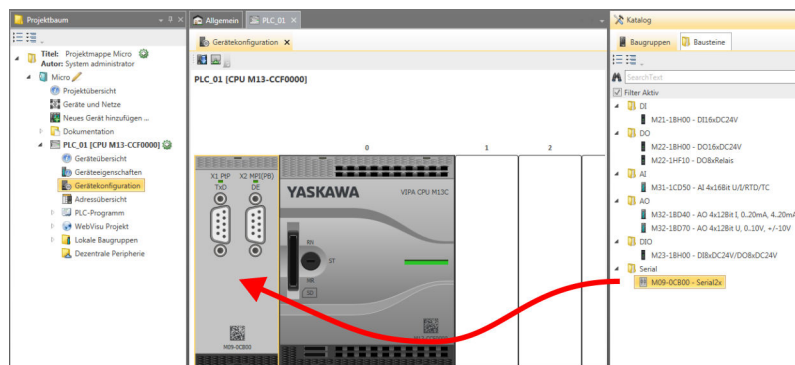 Projektbaum
Titel: Projektmappe Micro
Autor: System administrator
Micro
Projektübersicht
Geräte und Netze
Neues Gerät hinzufügen ...
Dokumentation
PLC_01 [CPU M13-CCF0000]
Geräteübersicht
Geräteeigenschaften
Gerätekonfiguration
Adressübersicht
PLC-Programm
WebVisu Projekt
Lokale Baugruppen
Dezentrale Peripherie
Allgemein
PLC_01
Gerätekonfiguration
PLC_01 [CPU M13-CCF0000]
0 1 2
X1 PtP X2 MPI(PB)
TxD DE
YASKAWA
VIPA CPU M13C
RN
ST
MR
SD
M09-0CB00
M13-CCF0000
Katalog
Baugruppen Bausteine
SearchText
Filter Aktiv
DI
M21-1BH00 - DI16xDC24V
DO
M22-1BH00 - DO16xDC24V
M22-1HF10 - DO8xRelais
AI
M31-1CD50 - AI 4x16Bit U/I/RTD/TC
AO
M32-1BD40 - AO 4x12Bit I, 0..20mA, 4..20mA
M32-1BD70 - AO 4x12Bit U, 0..10V, +/-10V
DIO
M23-1BH00 - DI8xDC24V/DO8xDC24V
Serial
M09-0CB00 - Serial2x